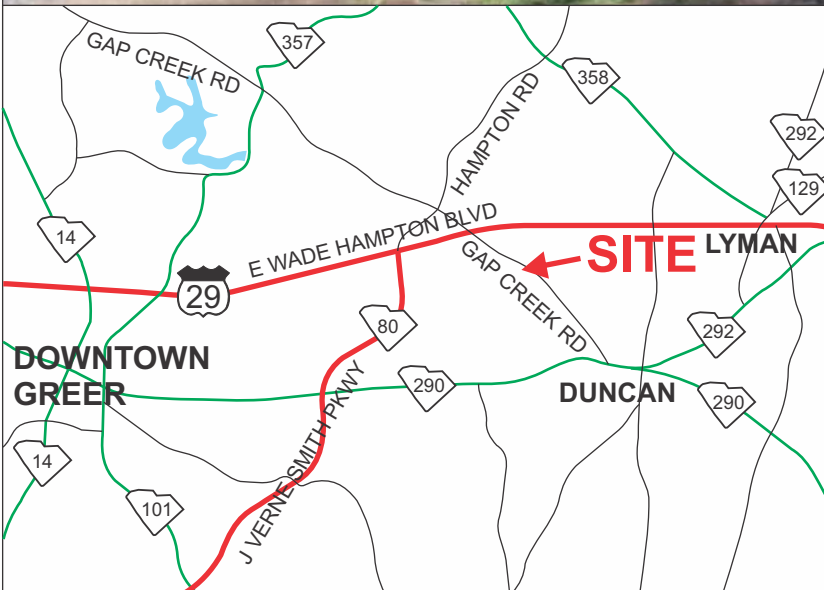 357
GAP CREEK RD
358
HAMPTON RD
292
129
14
E WADE HAMPTON BLVD
SITE
LYMAN
29
GAP CREEK RD
80
292
DOWNTOWN
GREER
290
DUNCAN
290
J VERNE SMITH PKWY
14
101